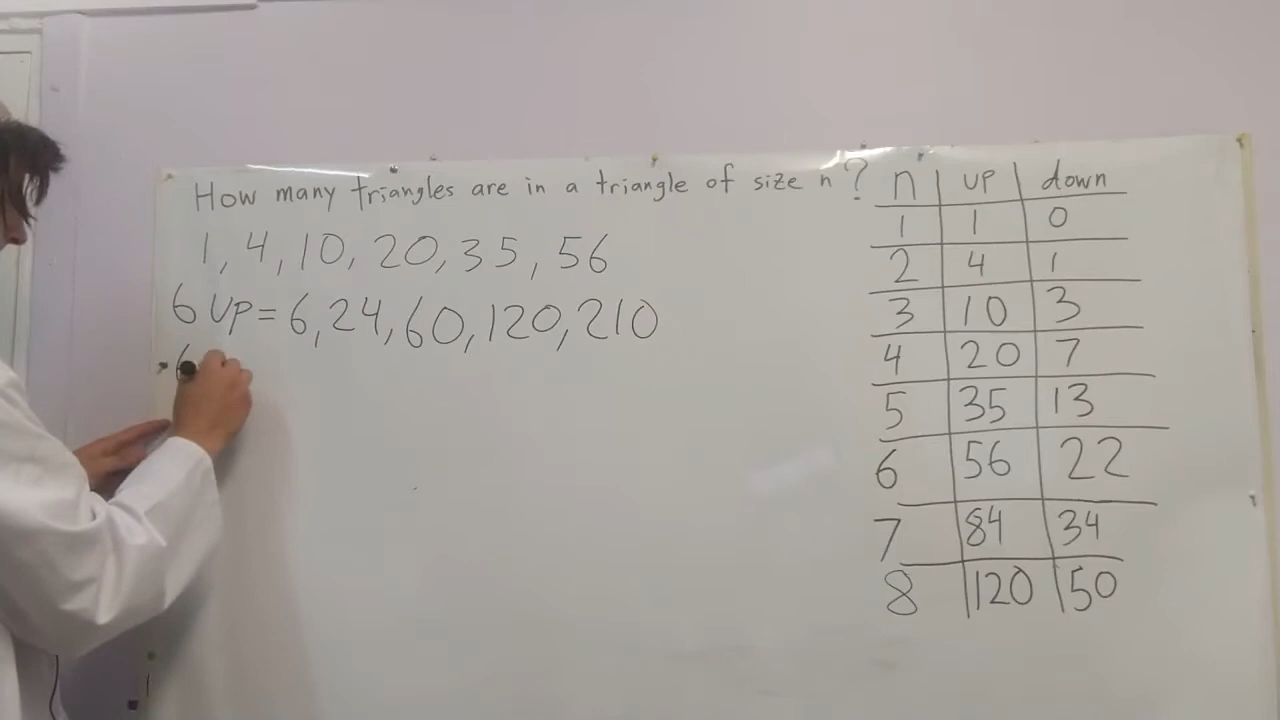 How many triangles are in a triangle of size n?
1, 4, 10, 20, 35, 56
6 UP = 6, 24, 60, 120, 210
6
n up down
1 1 0
2 4 1
3 10 3
4 20 7
5 35 13
6 56 22
7 84 34
8 120 50